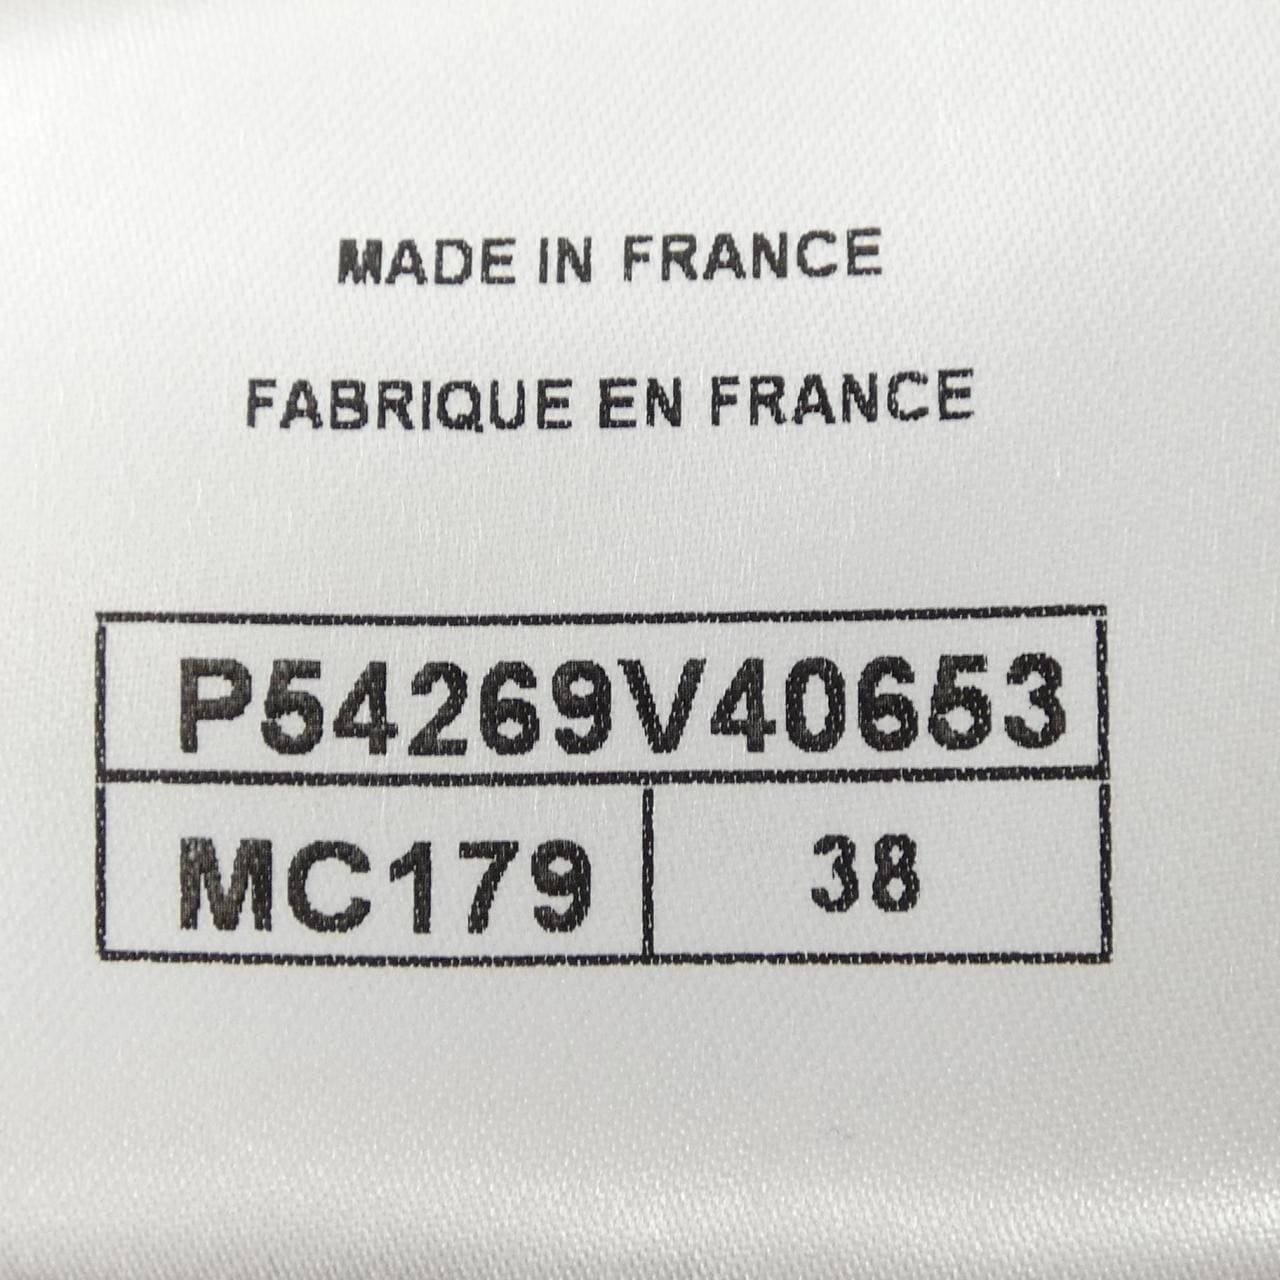 MADE IN FRANCE
FABRIQUE EN FRANCE
P54269V40653
MC179 38